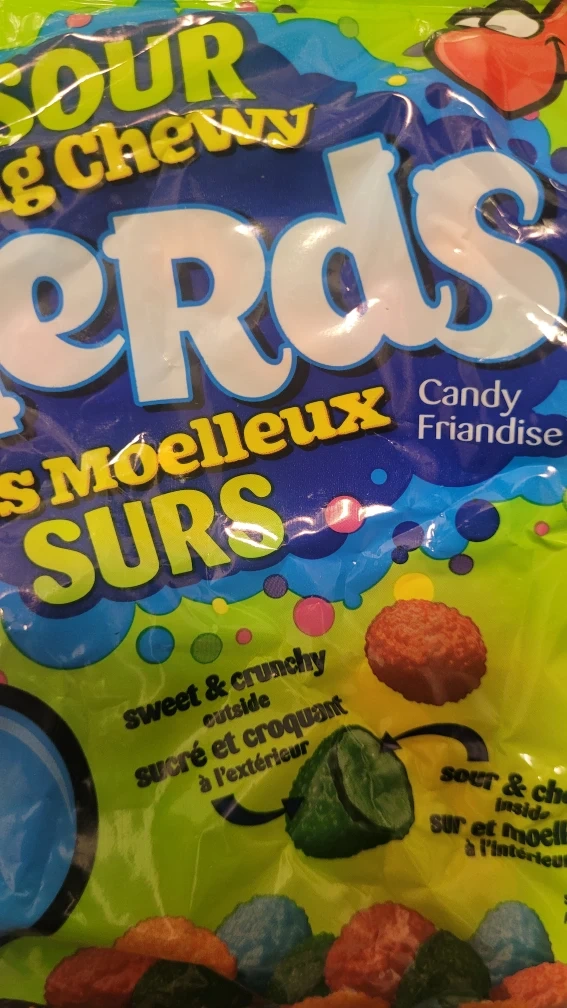 SOUR
g Chewy
eRdS
Candy
Friandise
s Moelleux
SURS
sweet & crunchy
outside
sucré et croquant
à l'extérieur
sour & ch
inside
sur et moell
à l'intérieu